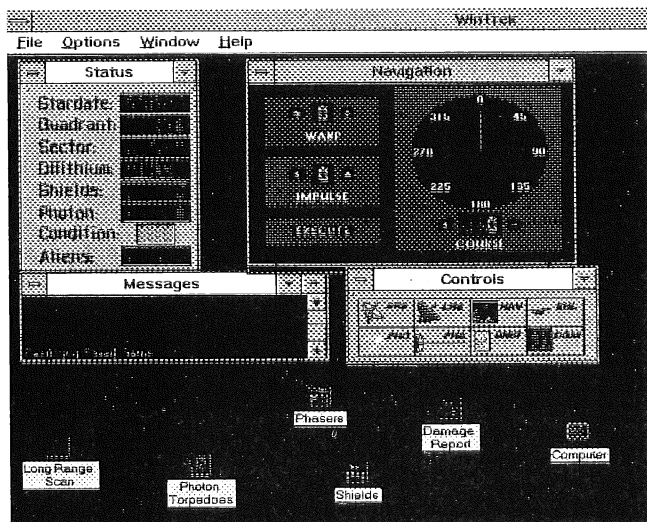 WinTrek
File Options Window Help
Status
Stardate:
Quadrant:
Sector:
Dilithium:
Shields:
Photon:
Condition:
Aliens:
Navigation
WARP
IMPULSE
EXECUTE
0
45
90
135
180
225
270
315
COURSE
Messages
Controls
Phasers
Damage
Report
Computer
Long Range
Scan
Photon
Torpedoes
Shields